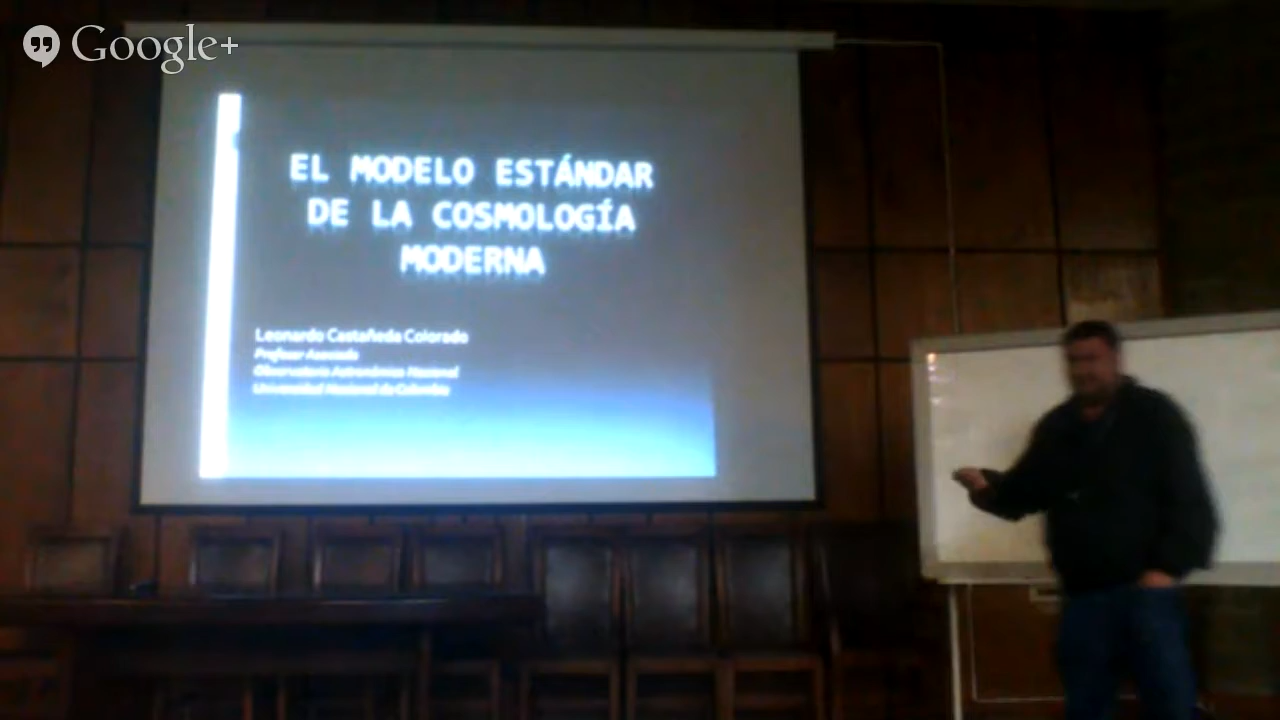 Google+
EL MODELO ESTÁNDAR
DE LA COSMOLOGÍA
MODERNA
Leonardo Castañeda Colorado
Profesor Asociado
Observatorio Astronómico Nacional
Universidad Nacional de Colombia